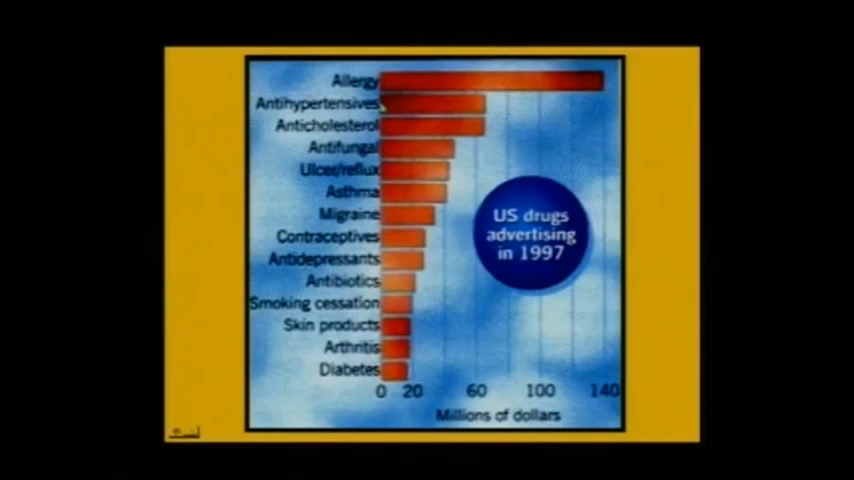 Allergy
Antihypertensives
Anticholesterol
Antifungal
Ulcer/reflux
Asthma
Migraine
Contraceptives
Antidepressants
Antibiotics
Smoking cessation
Skin products
Arthritis
Diabetes
US drugs
advertising
in 1997
0 20 60 100 140
Millions of dollars